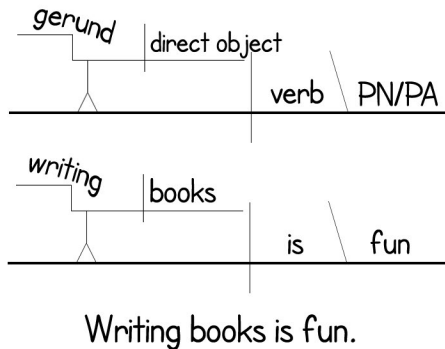 gerund
direct object
verb PN/PA
writing
books
is fun
Writing books is fun.